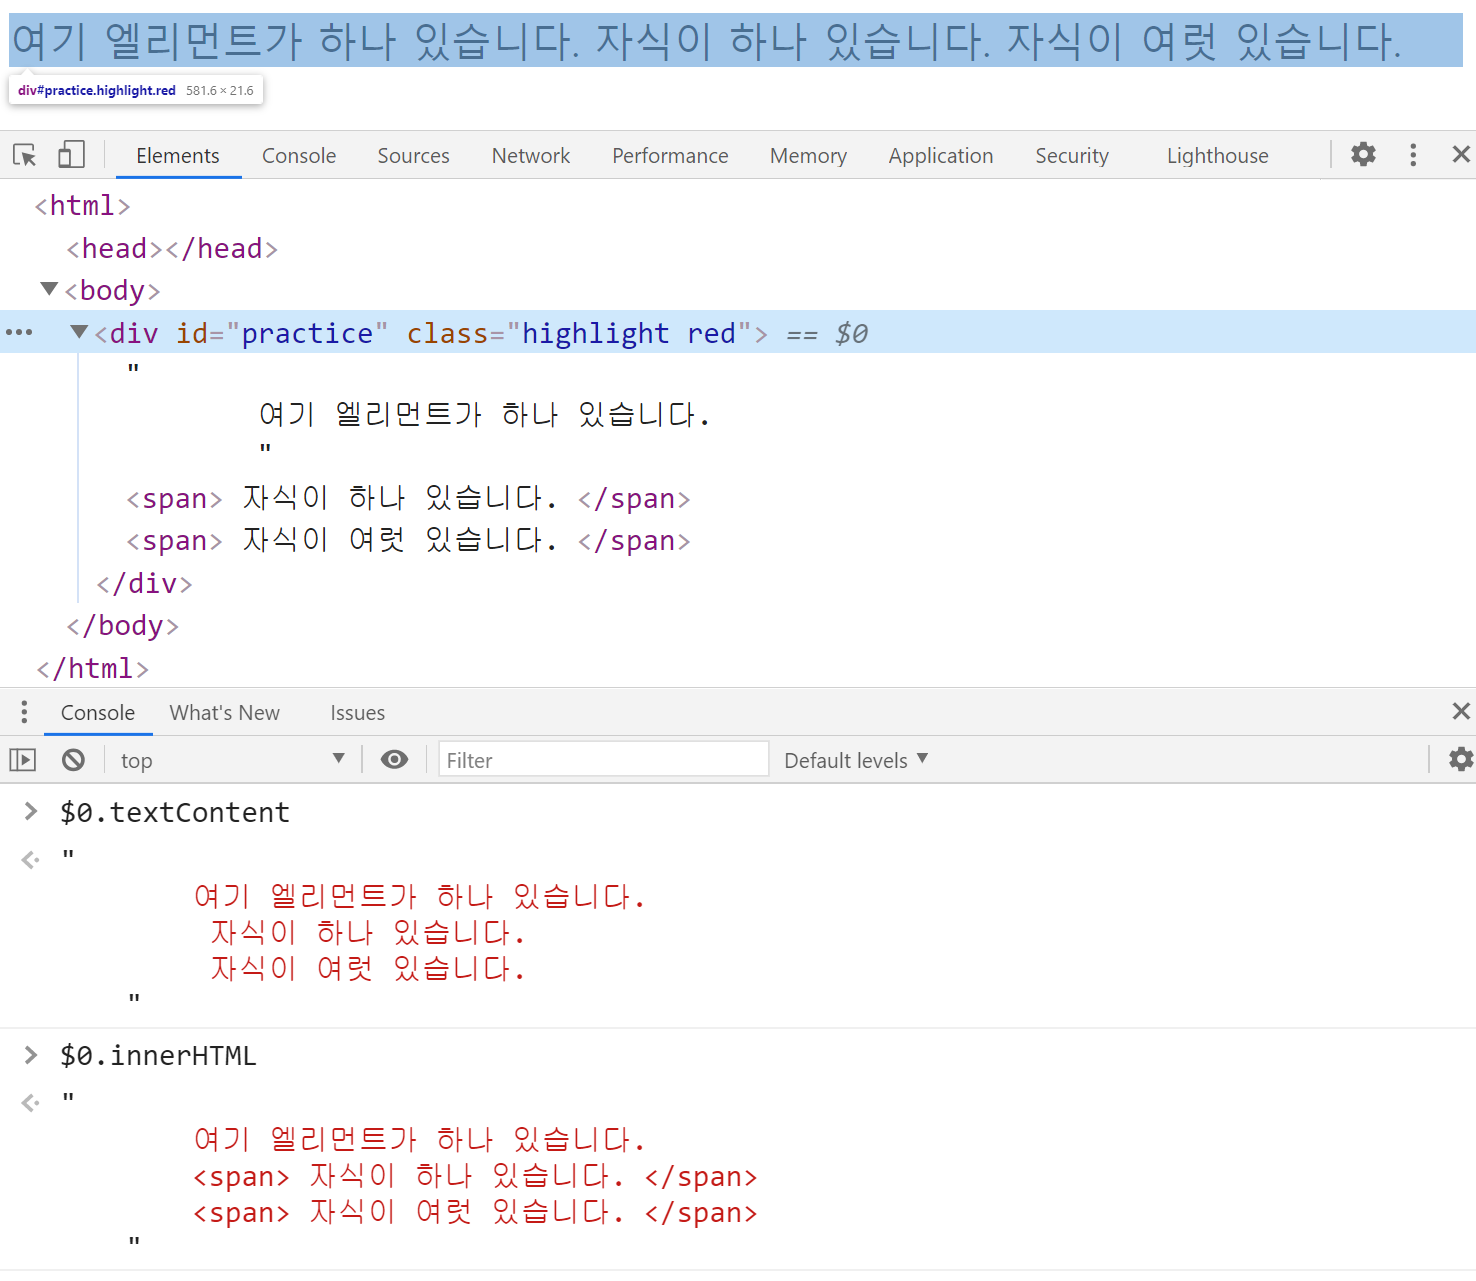 여기 엘리먼트가 하나 있습니다. 자식이 하나 있습니다. 자식이 여럿 있습니다.
div#practice.highlight.red 581.6 × 21.6
Elements Console Sources Network Performance Memory Application Security Lighthouse
<html>
<head></head>
<body>
<div id="practice" class="highlight red"> == $0
"
여기 엘리먼트가 하나 있습니다.
"
<span> 자식이 하나 있습니다. </span>
<span> 자식이 여럿 있습니다. </span>
</div>
</body>
</html>
Console What's New Issues
top Filter Default levels
> $0.textContent
"
여기 엘리먼트가 하나 있습니다.
자식이 하나 있습니다.
자식이 여럿 있습니다.
"
> $0.innerHTML
"
여기 엘리먼트가 하나 있습니다.
<span> 자식이 하나 있습니다. </span>
<span> 자식이 여럿 있습니다. </span>
"